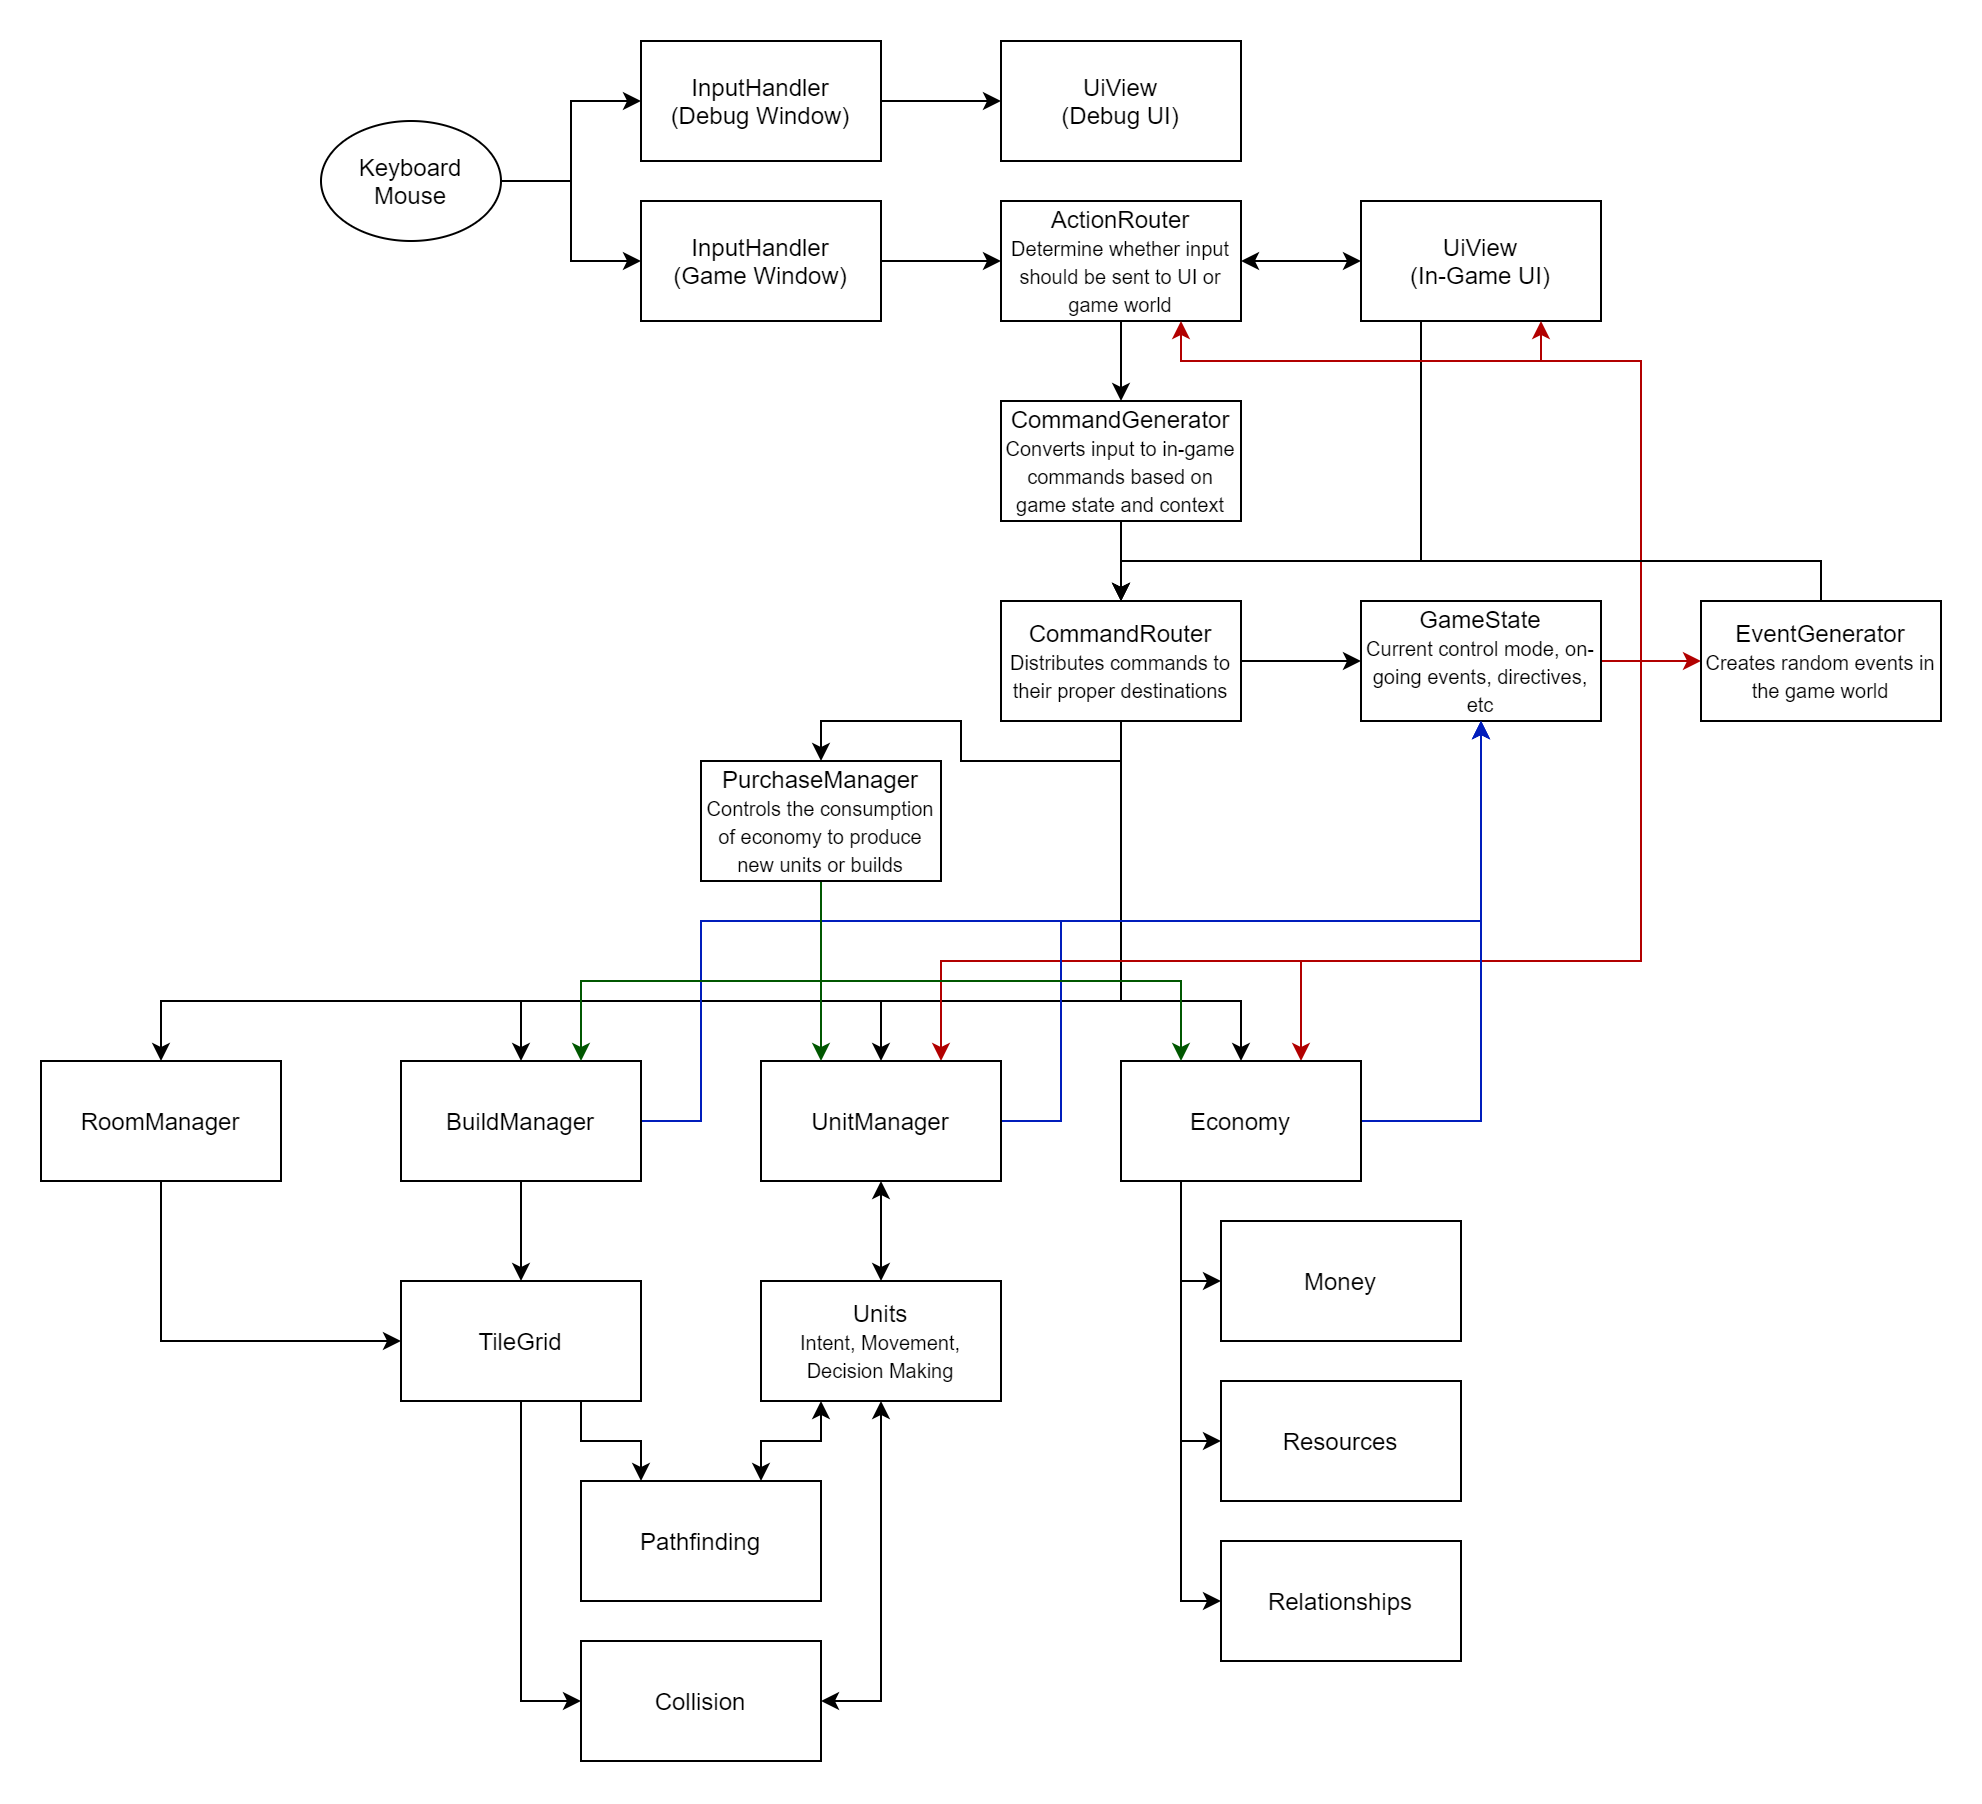 InputHandler
(Debug Window)
UiView
(Debug UI)
Keyboard
Mouse
InputHandler
(Game Window)
ActionRouter
Determine whether input
should be sent to UI or
game world
UiView
(In-Game UI)
CommandGenerator
Converts input to in-game
commands based on
game state and context
CommandRouter
Distributes commands to
their proper destinations
GameState
Current control mode, on-
going events, directives,
etc
EventGenerator
Creates random events in
the game world
PurchaseManager
Controls the consumption
of economy to produce
new units or builds
RoomManager
BuildManager
UnitManager
Economy
TileGrid
Units
Intent, Movement,
Decision Making
Money
Resources
Pathfinding
Relationships
Collision